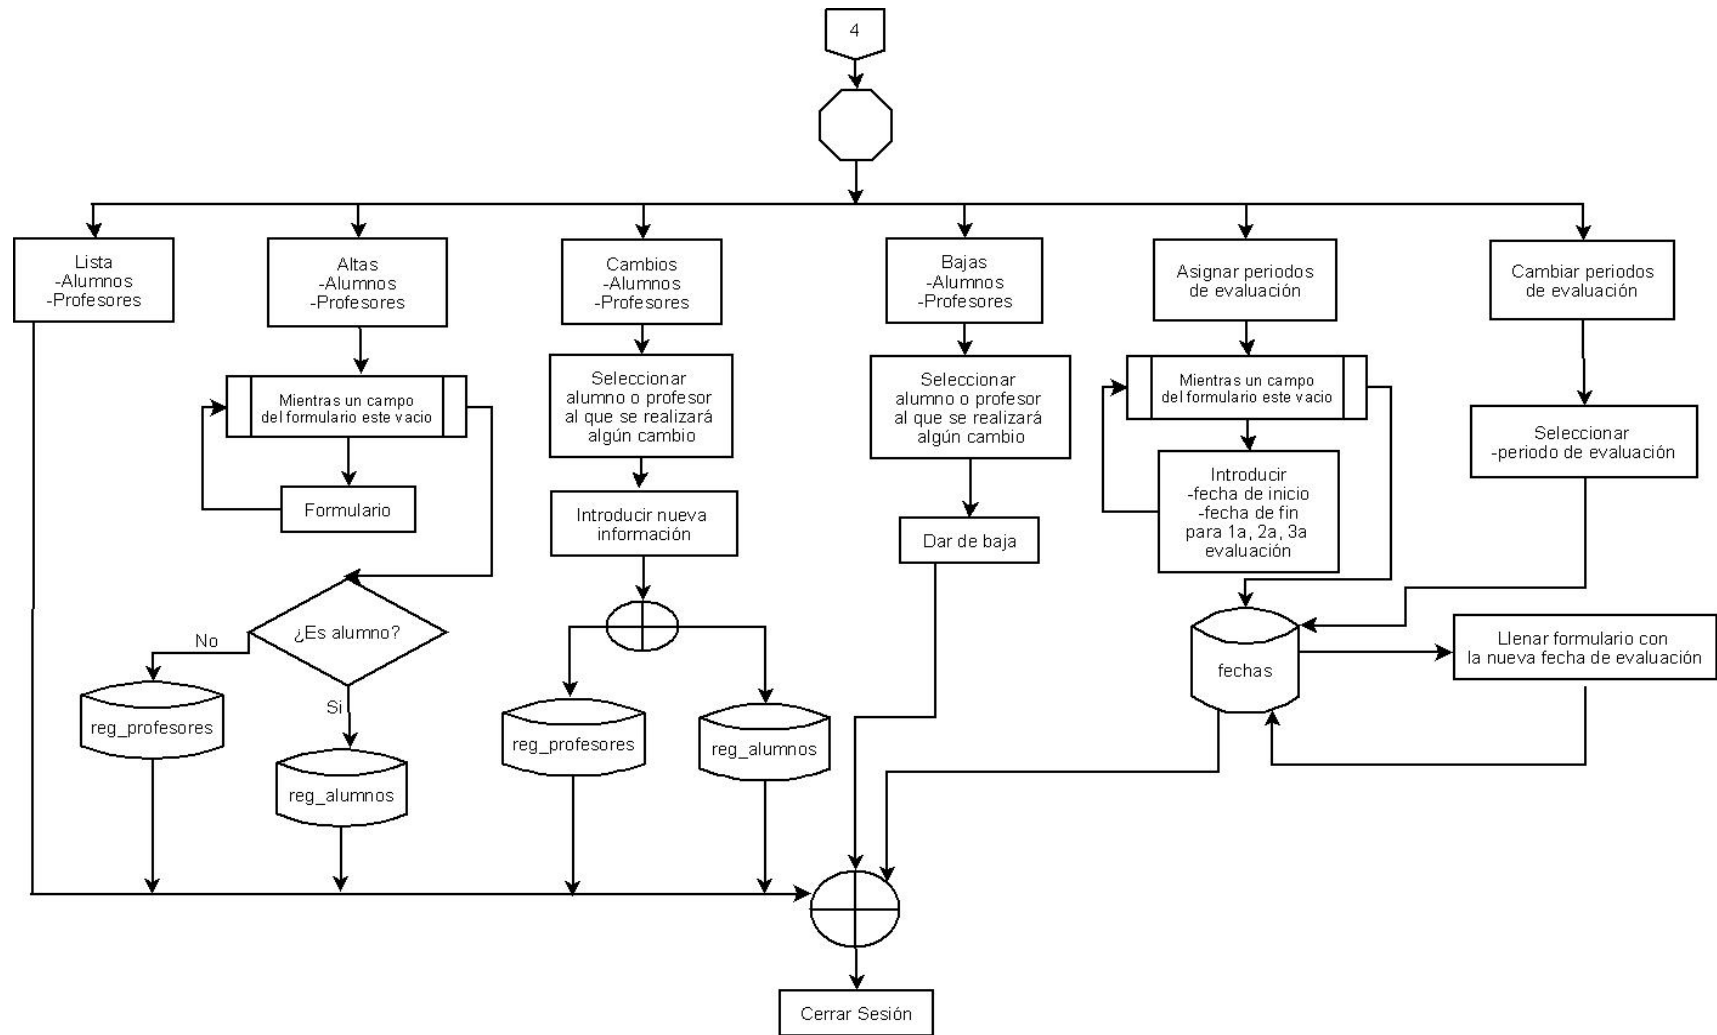 4
Lista
-Alumnos
-Profesores
Altas
-Alumnos
-Profesores
Cambios
-Alumnos
-Profesores
Bajas
-Alumnos
-Profesores
Asignar periodos
de evaluación
Cambiar periodos
de evaluación
Mientras un campo
del formulario este vacio
Formulario
¿Es alumno?
No
Si
reg_profesores
reg_alumnos
Seleccionar
alumno o profesor
al que se realizará
algún cambio
Introducir nueva
información
reg_profesores
reg_alumnos
Seleccionar
alumno o profesor
al que se realizará
algún cambio
Dar de baja
Mientras un campo
del formulario este vacio
Introducir
-fecha de inicio
-fecha de fin
para 1a, 2a, 3a
evaluación
fechas
Seleccionar
-periodo de evaluación
Llenar formulario con
la nueva fecha de evaluación
Cerrar Sesión